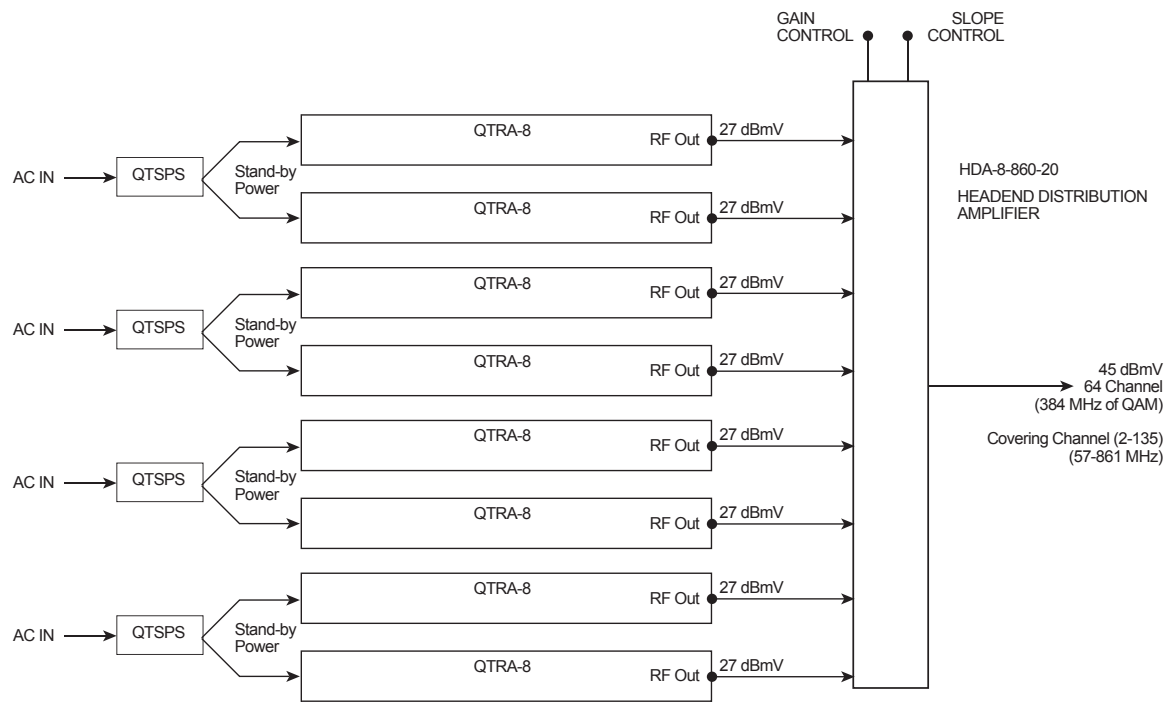 GAIN
CONTROL
SLOPE
CONTROL
QTRA-8
RF Out
27 dBmV
AC IN
QTSPS
Stand-by
Power
QTRA-8
RF Out
27 dBmV
HDA-8-860-20
HEADEND DISTRIBUTION
AMPLIFIER
QTRA-8
RF Out
27 dBmV
AC IN
QTSPS
Stand-by
Power
QTRA-8
RF Out
27 dBmV
45 dBmV
64 Channel
(384 MHz of QAM)
Covering Channel (2-135)
(57-861 MHz)
QTRA-8
RF Out
27 dBmV
AC IN
QTSPS
Stand-by
Power
QTRA-8
RF Out
27 dBmV
QTRA-8
RF Out
27 dBmV
AC IN
QTSPS
Stand-by
Power
QTRA-8
RF Out
27 dBmV